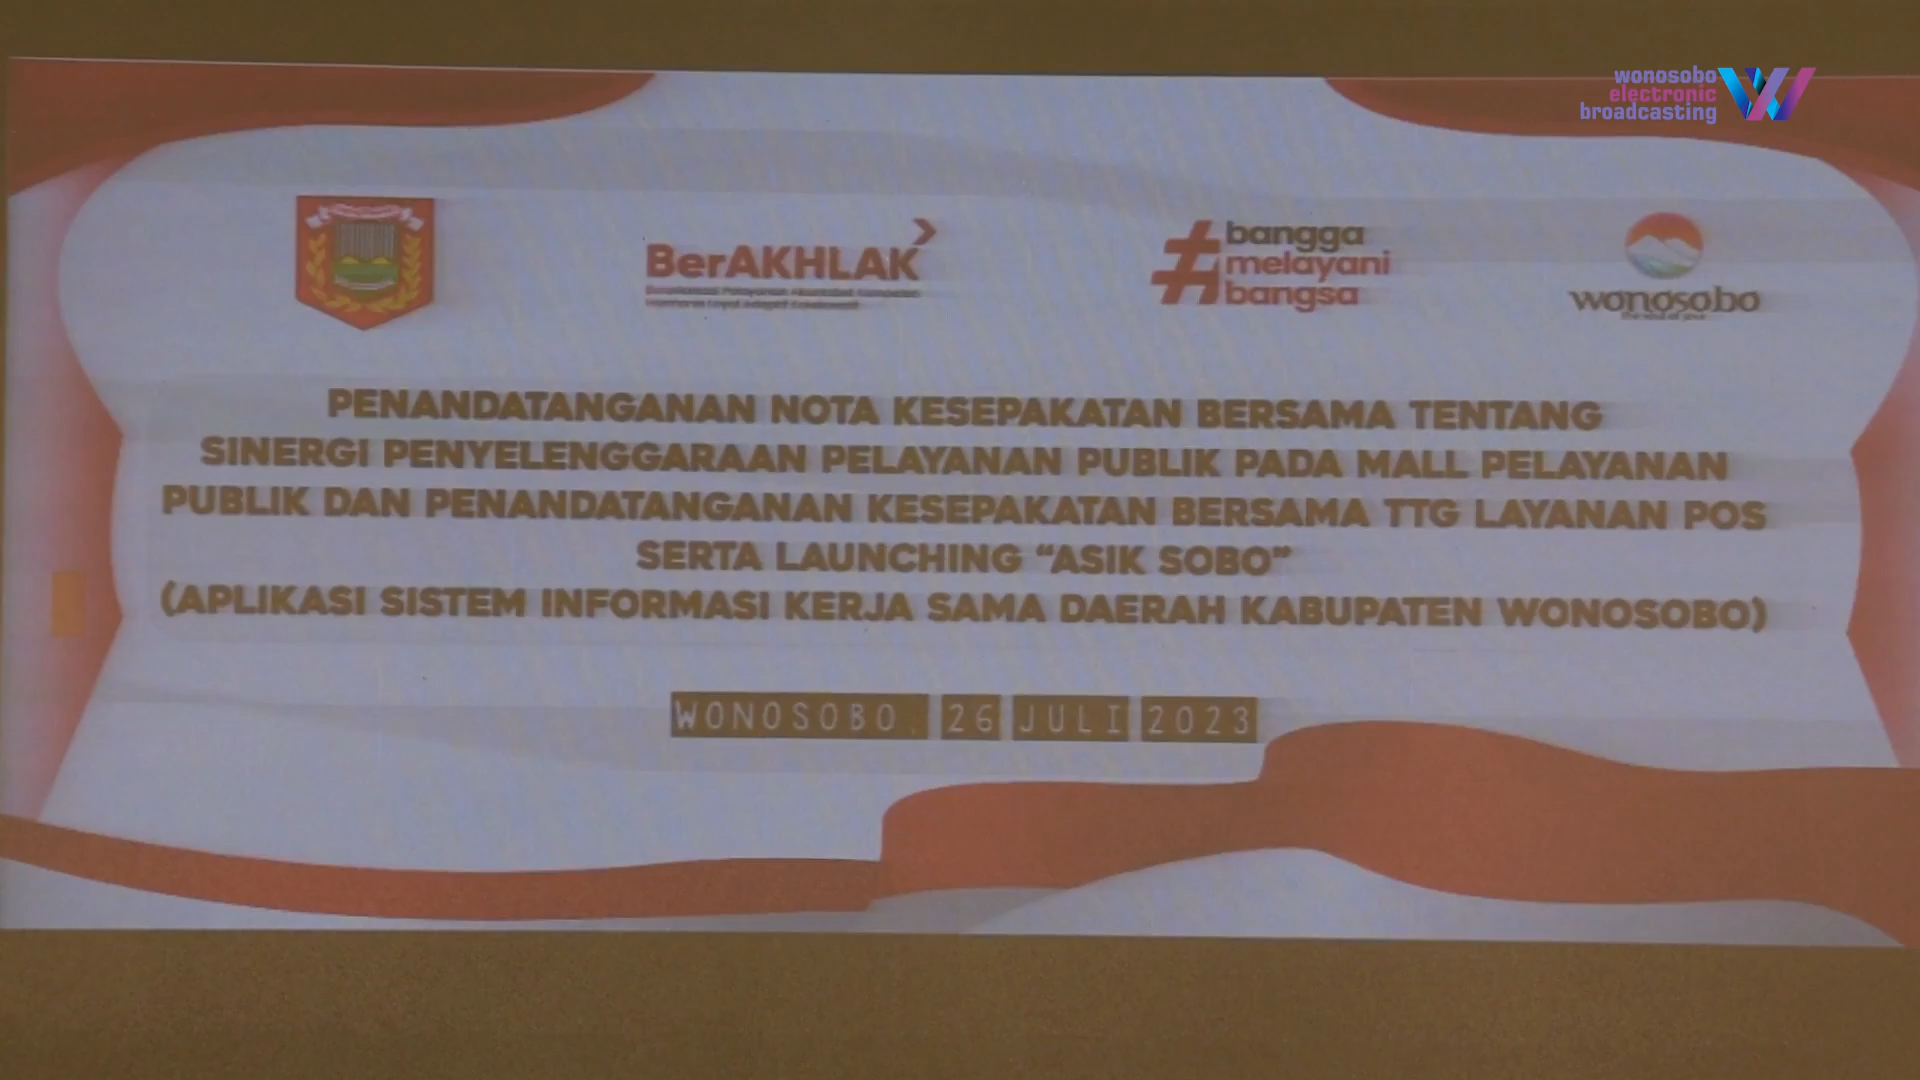 wonosobo
electronic
broadcasting
BerAKHLAK
#bangga
melayani
bangsa
wonosobo
PENANDATANGANAN NOTA KESEPAKATAN BERSAMA TENTANG
SINERGI PENYELENGGARAAN PELAYANAN PUBLIK PADA MALL PELAYANAN
PUBLIK DAN PENANDATANGANAN KESEPAKATAN BERSAMA TTG LAYANAN POS
SERTA LAUNCHING “ASIK SOBO”
(APLIKASI SISTEM INFORMASI KERJA SAMA DAERAH KABUPATEN WONOSOBO)
WONOSOBO, 26 JULI 2023